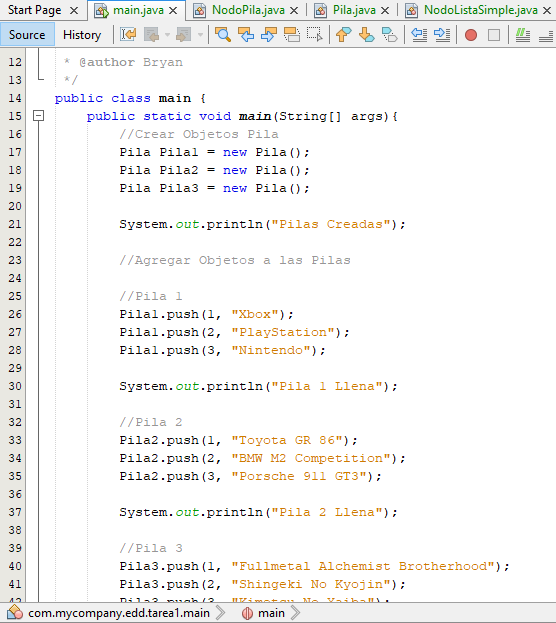 Start Page main.java NodoPila.java Pila.java NodoListaSimple.java
Source History
12 * @author Bryan
13 */
14 public class main {
15 public static void main(String[] args){
16 //Crear Objetos Pila
17 Pila Pila1 = new Pila();
18 Pila Pila2 = new Pila();
19 Pila Pila3 = new Pila();
20
21 System.out.println("Pilas Creadas");
22
23 //Agregar Objetos a las Pilas
24
25 //Pila 1
26 Pila1.push(1, "Xbox");
27 Pila1.push(2, "PlayStation");
28 Pila1.push(3, "Nintendo");
29
30 System.out.println("Pila 1 Llena");
31
32 //Pila 2
33 Pila2.push(1, "Toyota GR 86");
34 Pila2.push(2, "BMW M2 Competition");
35 Pila2.push(3, "Porsche 911 GT3");
36
37 System.out.println("Pila 2 Llena");
38
39 //Pila 3
40 Pila3.push(1, "Fullmetal Alchemist Brotherhood");
41 Pila3.push(2, "Shingeki No Kyojin");
42 Pila3.push(3, "Kimetsu No Yaiba");
com.mycompany.edd.tarea1.main main